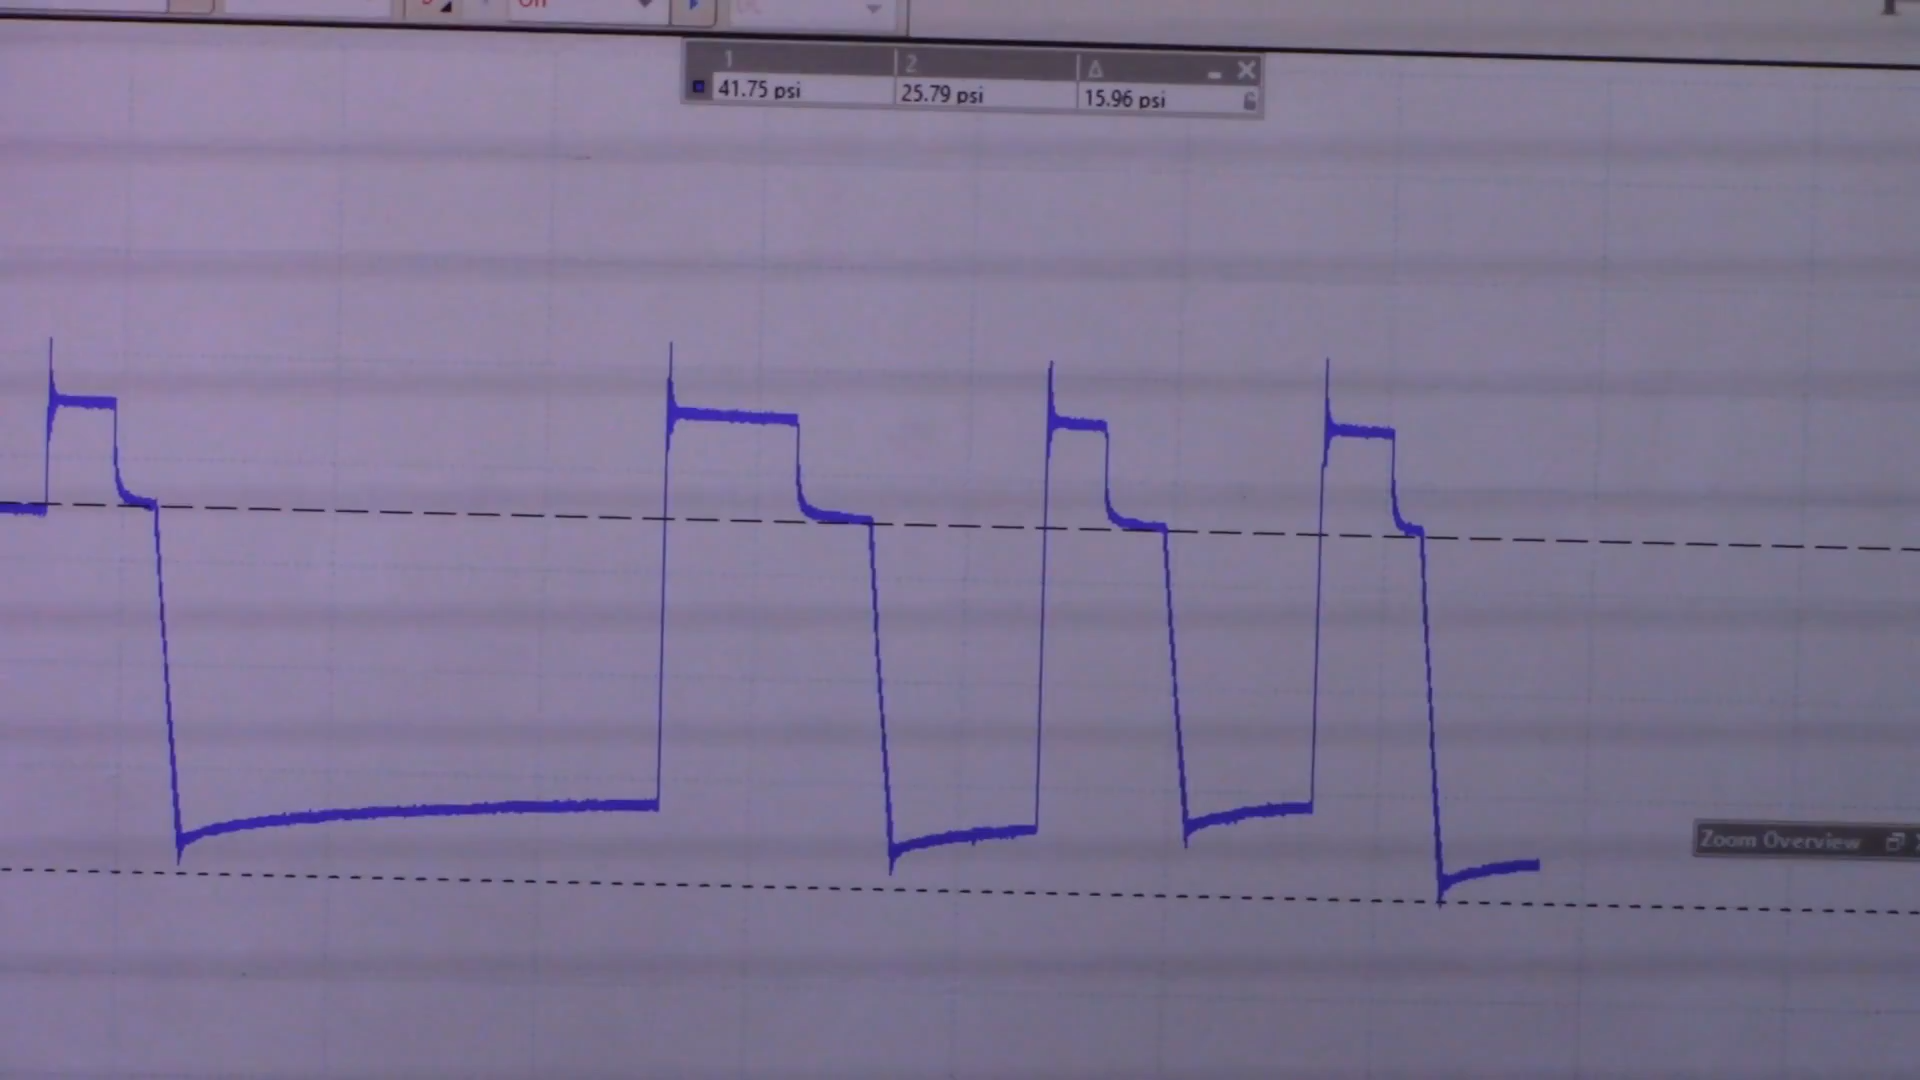 1 2 Δ
41.75 psi 25.79 psi 15.96 psi
Zoom Overview